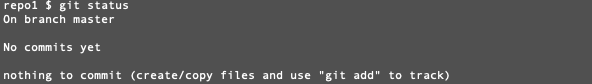 repo1 $ git status
On branch master
No commits yet
nothing to commit (create/copy files and use "git add" to track)